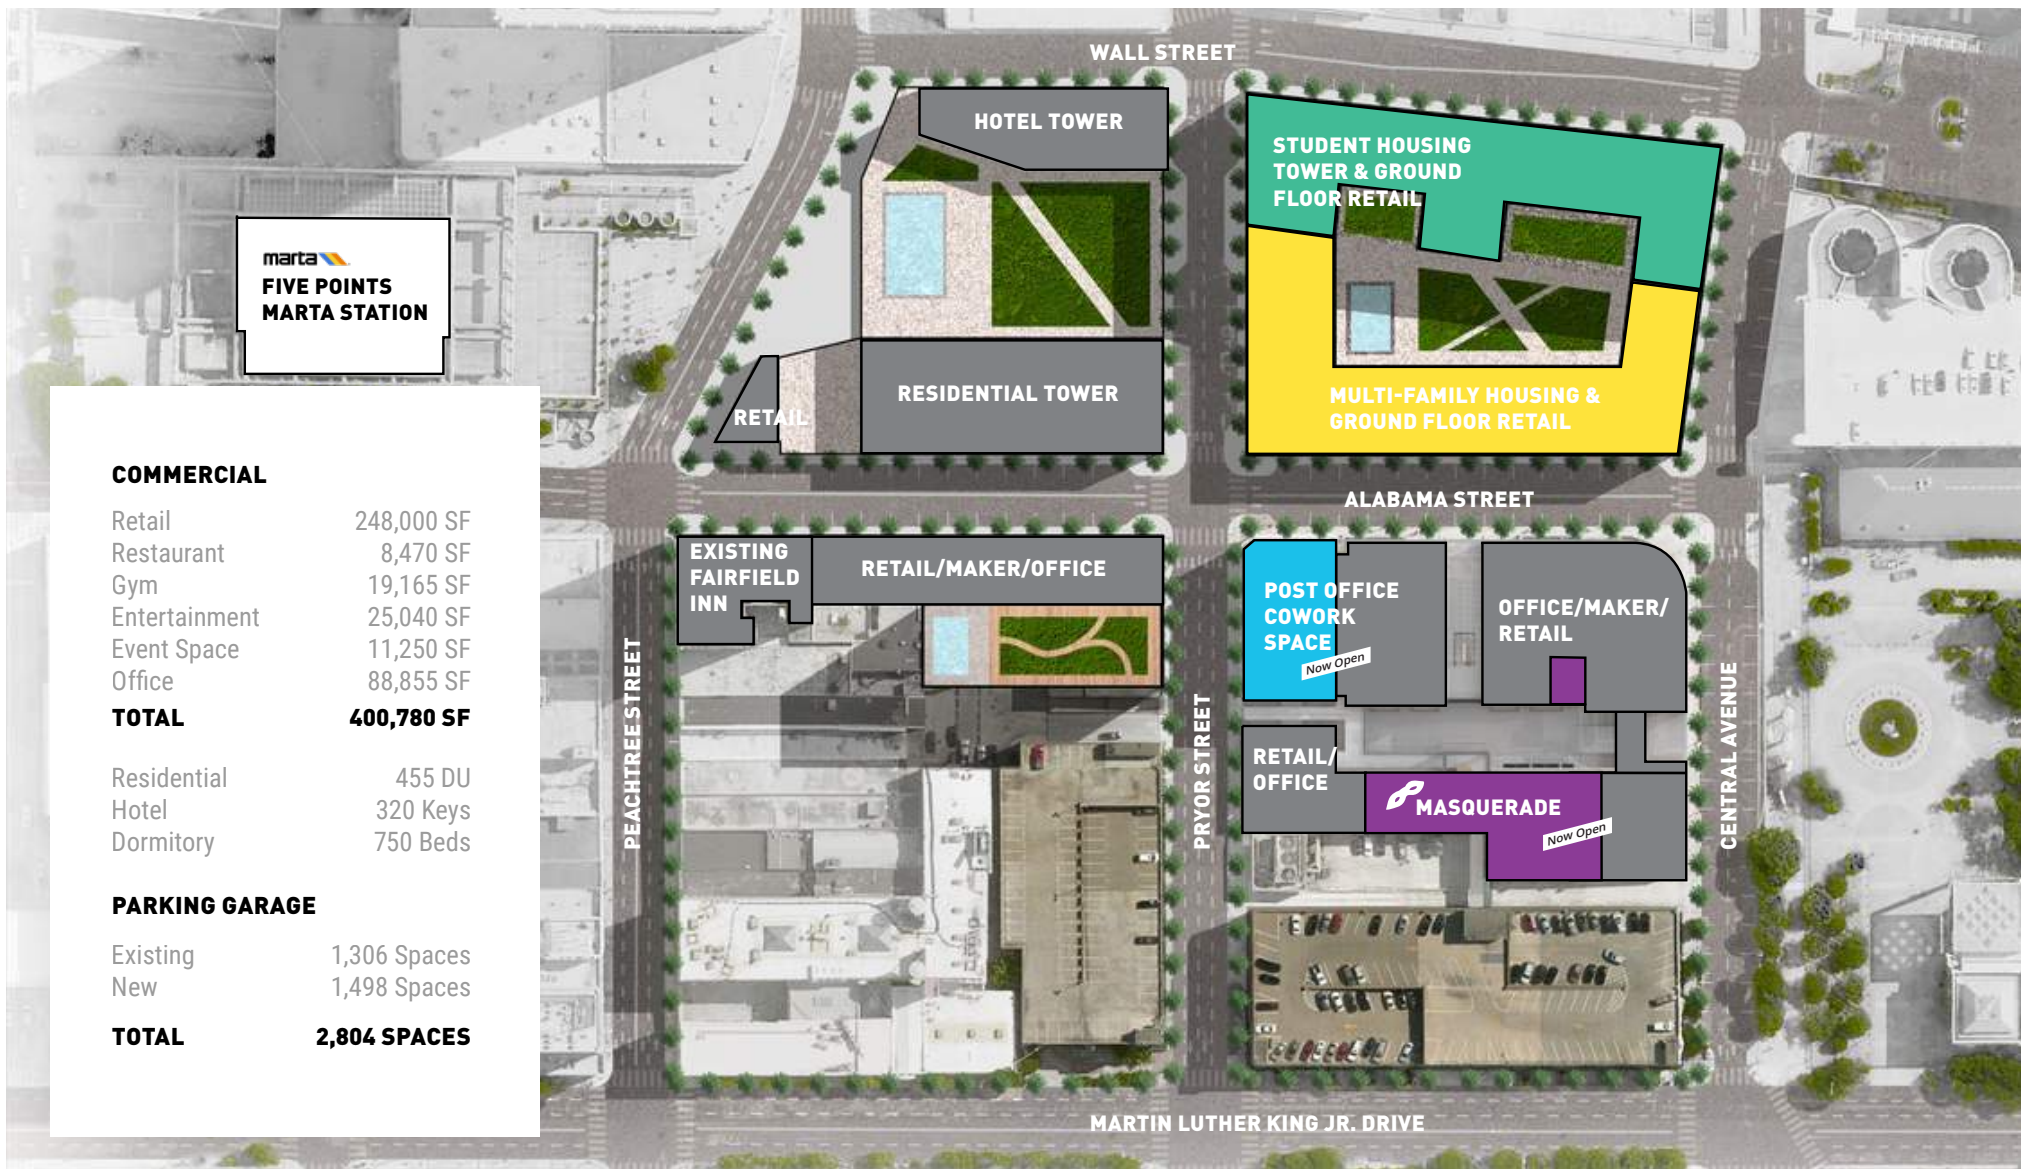 WALL STREET
HOTEL TOWER
STUDENT HOUSING
TOWER & GROUND
FLOOR RETAIL
marta
FIVE POINTS
MARTA STATION
RESIDENTIAL TOWER
RETAIL
MULTI-FAMILY HOUSING &
GROUND FLOOR RETAIL
ALABAMA STREET
EXISTING
FAIRFIELD
INN
RETAIL/MAKER/OFFICE
POST OFFICE
COWORK
SPACE
Now Open
OFFICE/MAKER/
RETAIL
PEACHTREE STREET
PRYOR STREET
CENTRAL AVENUE
RETAIL/
OFFICE
MASQUERADE
Now Open
MARTIN LUTHER KING JR. DRIVE
COMMERCIAL
Retail 248,000 SF
Restaurant 8,470 SF
Gym 19,165 SF
Entertainment 25,040 SF
Event Space 11,250 SF
Office 88,855 SF
TOTAL 400,780 SF
Residential 455 DU
Hotel 320 Keys
Dormitory 750 Beds
PARKING GARAGE
Existing 1,306 Spaces
New 1,498 Spaces
TOTAL 2,804 SPACES